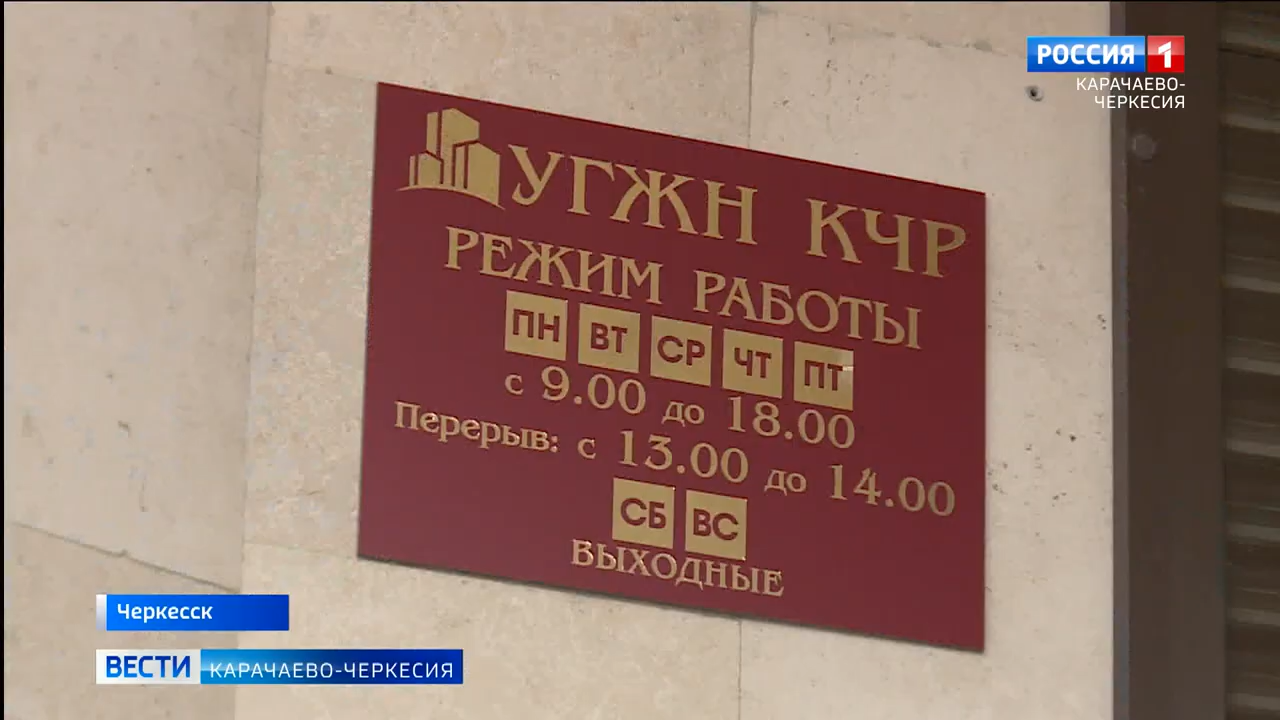 РОССИЯ 1
КАРАЧАЕВО-
ЧЕРКЕСИЯ
УГЖН КЧР
РЕЖИМ РАБОТЫ
ПН ВТ СР ЧТ ПТ
с 9.00 до 18.00
Перерыв: с 13.00 до 14.00
СБ ВС
ВЫХОДНЫЕ
Черкесск
ВЕСТИ КАРАЧАЕВО-ЧЕРКЕСИЯ